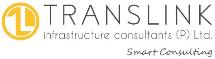 TRANSLINK
infrastructure consultants (P) Ltd.
Smart Consulting